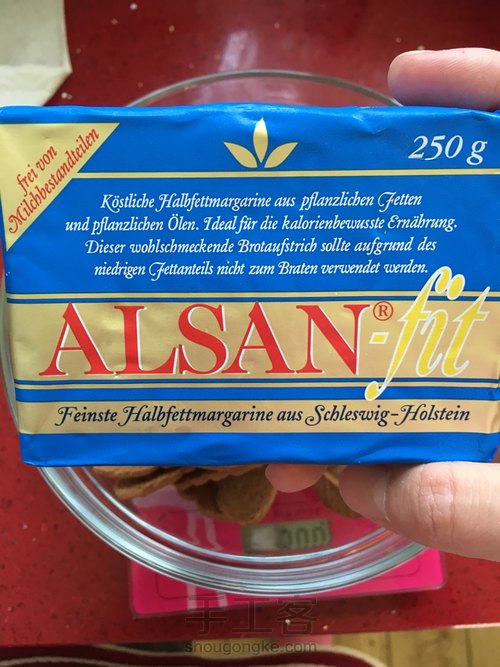 frei von
Milchbestandteilen
250 g
Köstliche Halbfettmargarine aus pflanzlichen Fetten
und pflanzlichen Ölen. Ideal für die kalorienbewusste Ernährung.
Dieser wohlschmeckende Brotaufstrich sollte aufgrund des
niedrigen Fettanteils nicht zum Braten verwendet werden.
ALSAN®-fit
Feinste Halbfettmargarine aus Schleswig-Holstein
手工客
shougongke.com